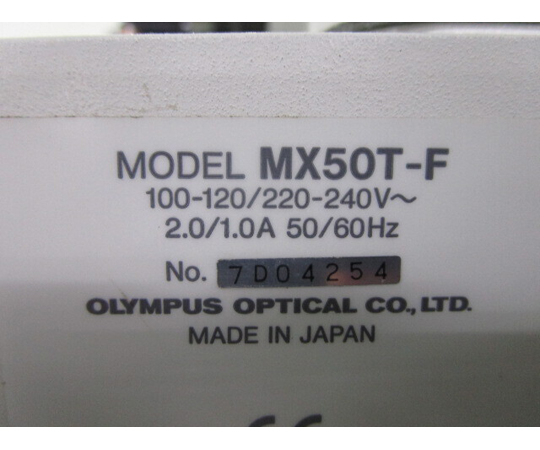 MODEL MX50T-F
100-120/220-240V～
2.0/1.0A 50/60Hz
No. 7D04254
OLYMPUS OPTICAL CO., LTD.
MADE IN JAPAN